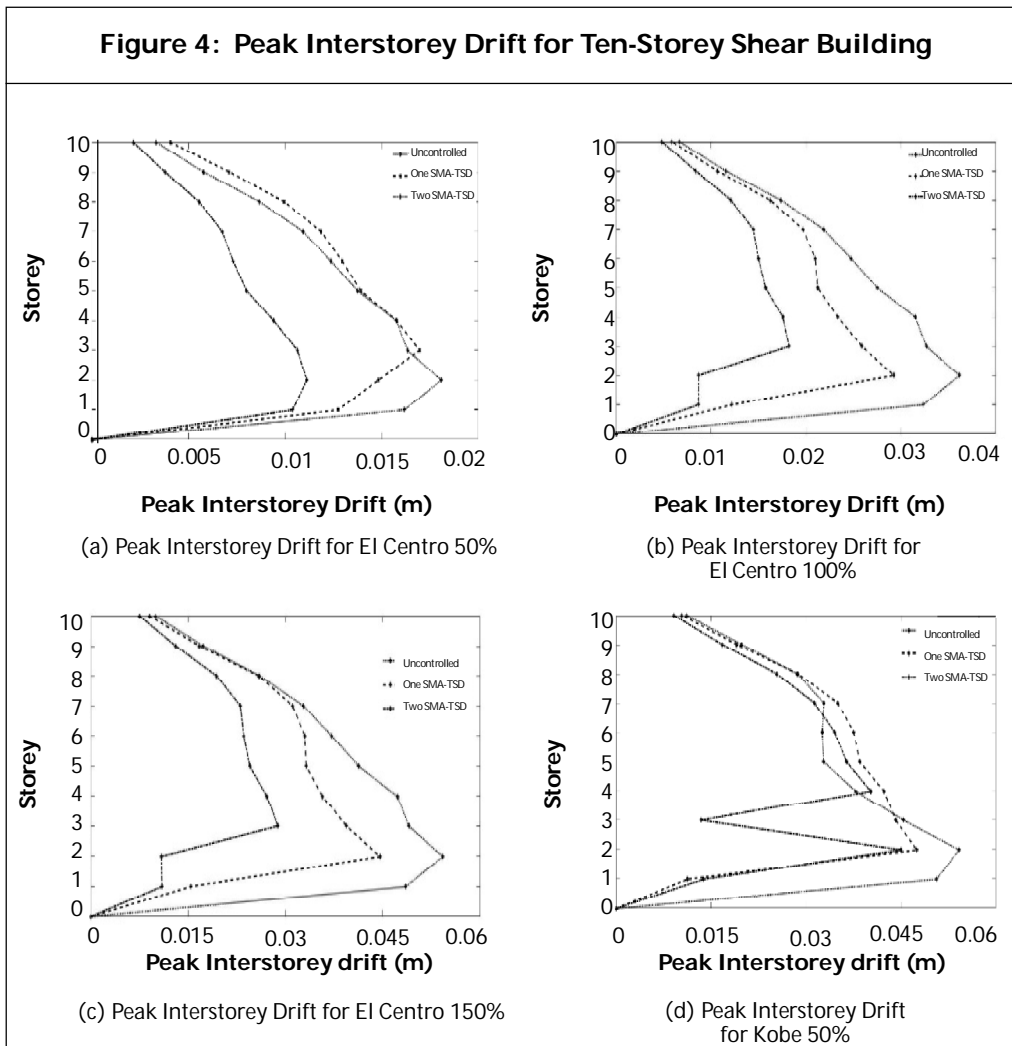 Figure 4: Peak Interstorey Drift for Ten-Storey Shear Building
10
9
8
7
6
5
4
3
2
1
0
Storey
Uncontrolled
One SMA-TSD
Two SMA-TSD
0
0.005
0.01
0.015
0.02
Peak Interstorey Drift (m)
(a) Peak Interstorey Drift for El Centro 50%
10
9
8
7
6
5
4
3
2
1
0
Storey
Uncontrolled
One SMA-TSD
Two SMA-TSD
0
0.01
0.02
0.03
0.04
Peak Interstorey Drift (m)
(b) Peak Interstorey Drift for
El Centro 100%
10
9
8
7
6
5
4
3
2
1
0
Storey
Uncontrolled
One SMA-TSD
Two SMA-TSD
0
0.015
0.03
0.045
0.06
Peak Interstorey drift (m)
(c) Peak Interstorey Drift for El Centro 150%
10
9
8
7
6
5
4
3
2
1
0
Storey
Uncontrolled
One SMA-TSD
Two SMA-TSD
0
0.015
0.03
0.045
0.06
Peak Interstorey drift (m)
(d) Peak Interstorey Drift
for Kobe 50%